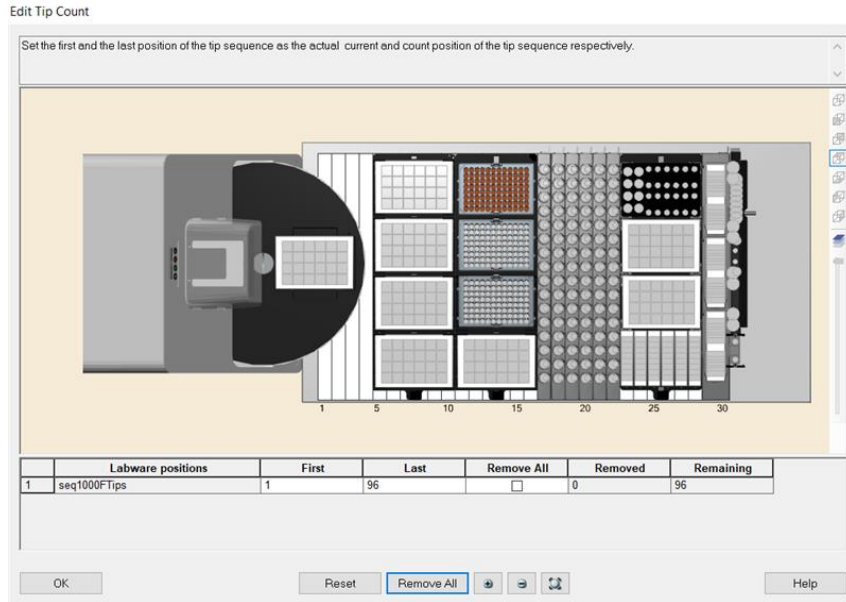 Edit Tip Count
Set the first and the last position of the tip sequence as the actual current and count position of the tip sequence respectively.
1 5 10 15 20 25 30
Labware positions First Last Remove All Removed Remaining
1 seq1000FTips 1 96 0 96
OK Reset Remove All Help